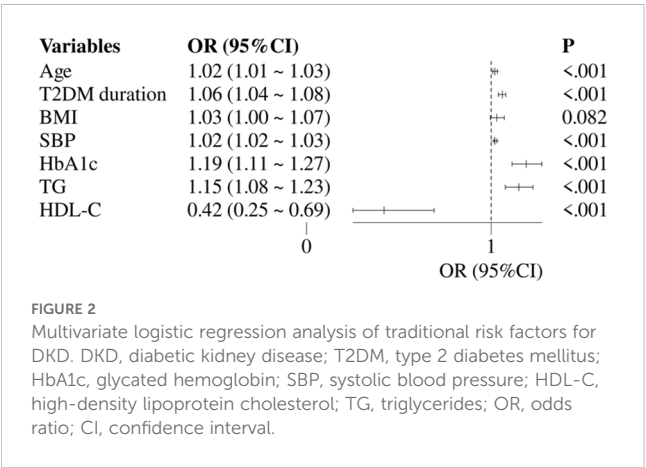 Variables OR (95%CI) P
Age 1.02 (1.01 ~ 1.03) <.001
T2DM duration 1.06 (1.04 ~ 1.08) <.001
BMI 1.03 (1.00 ~ 1.07) 0.082
SBP 1.02 (1.02 ~ 1.03) <.001
HbA1c 1.19 (1.11 ~ 1.27) <.001
TG 1.15 (1.08 ~ 1.23) <.001
HDL-C 0.42 (0.25 ~ 0.69) <.001
0 1
OR (95%CI)
FIGURE 2
Multivariate logistic regression analysis of traditional risk factors for
DKD. DKD, diabetic kidney disease; T2DM, type 2 diabetes mellitus;
HbA1c, glycated hemoglobin; SBP, systolic blood pressure; HDL-C,
high-density lipoprotein cholesterol; TG, triglycerides; OR, odds
ratio; CI, confidence interval.